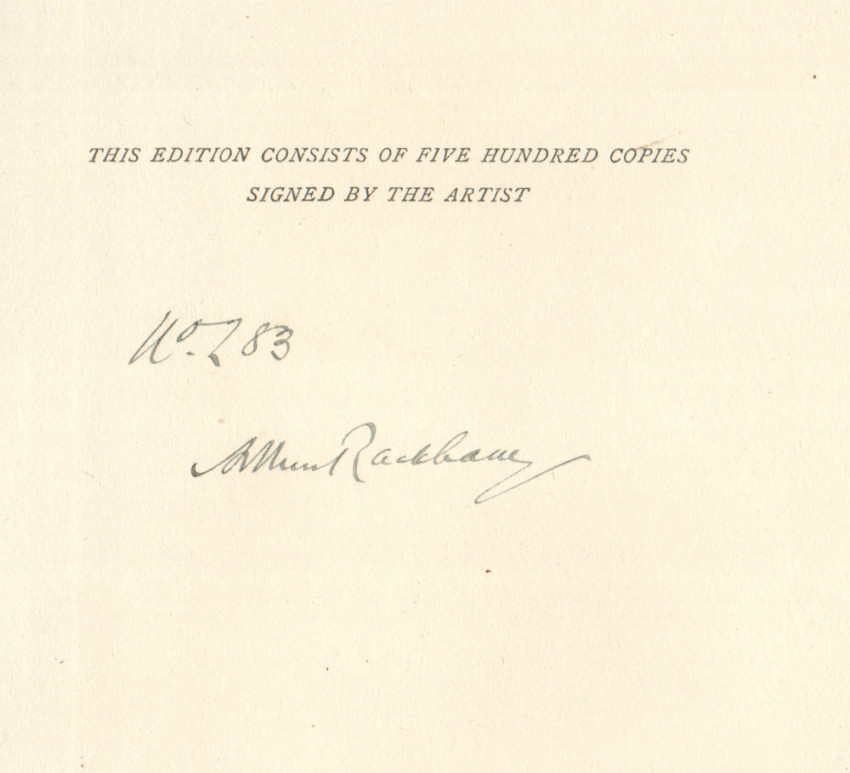 THIS EDITION CONSISTS OF FIVE HUNDRED COPIES
SIGNED BY THE ARTIST
No. 283
Arthur Rackham